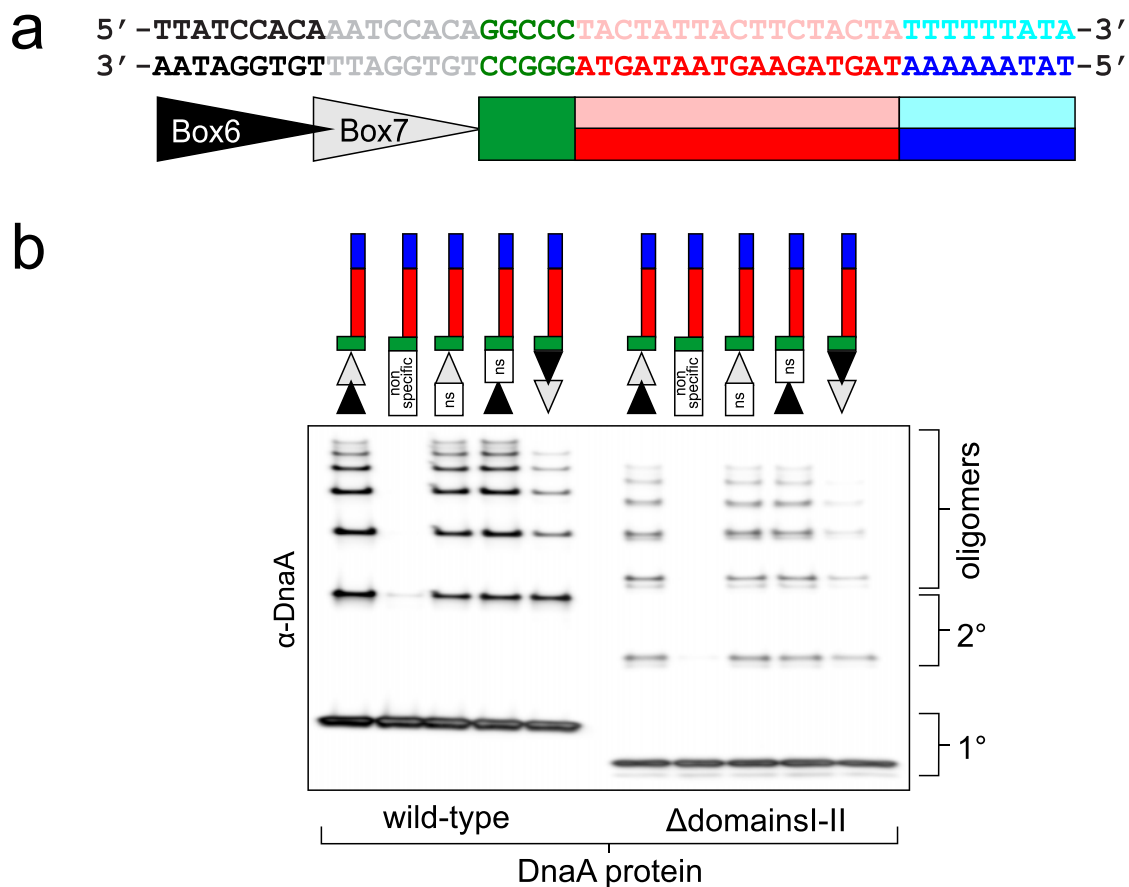 a
5′-TTATCCACAAATCCACAGGCCCTACTATTACTTCTACTATTTTTTATA-3′
3′-AATAGGTGTTTAGGTGTCCGGGATGATAATGAAGATGATAAAAAATAT-5′
Box6 Box7
b
non specific ns ns non specific ns ns
α-DnaA
oligomers
2°
1°
wild-type ΔdomainsI-II
DnaA protein